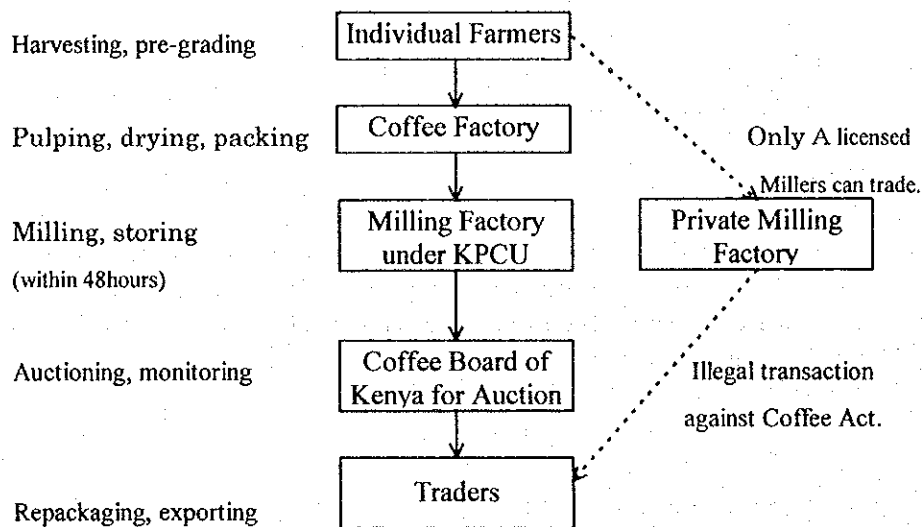 Individual Farmers
Harvesting, pre-grading
Pulping, drying, packing
Coffee Factory
Only A licensed
Millers can trade.
Milling, storing
(within 48hours)
Milling Factory
under KPCU
Private Milling
Factory
Auctioning, monitoring
Coffee Board of
Kenya for Auction
Illegal transaction
against Coffee Act.
Traders
Repackaging, exporting